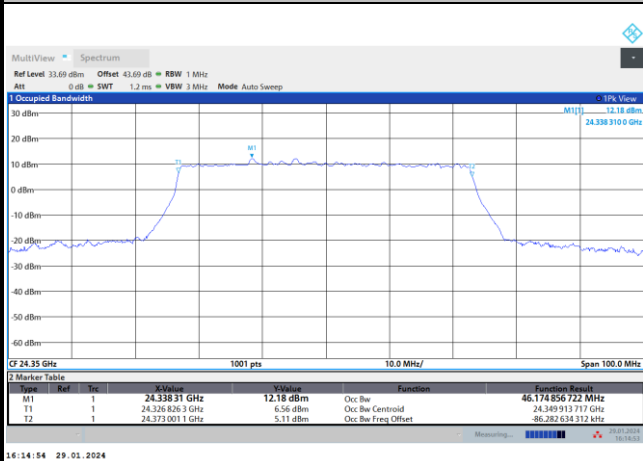 MultiView Spectrum
Ref Level 33.69 dBm Offset 43.69 dB RBW 1 MHz
Att 0 dB SWT 1.2 ms VBW 3 MHz Mode Auto Sweep
1 Occupied Bandwidth 1Pk View
M1[1] 12.18 dBm
24.338 310 0 GHz
30 dBm
20 dBm
M1
T1
T2
10 dBm
0 dBm
-10 dBm
-20 dBm
-30 dBm
-40 dBm
-50 dBm
-60 dBm
CF 24.35 GHz 1001 pts 10.0 MHz/ Span 100.0 MHz
2 Marker Table
Type Ref Trc X-Value Y-Value Function Function Result
M1 1 24.338 31 GHz 12.18 dBm Occ Bw 46.174 856 722 MHz
T1 1 24.326 826 3 GHz 6.56 dBm Occ Bw Centroid 24.349 913 717 GHz
T2 1 24.373 001 1 GHz 5.11 dBm Occ Bw Freq Offset -86.282 634 312 kHz
Measuring... 29.01.2024
16:14:53
16:14:54 29.01.2024